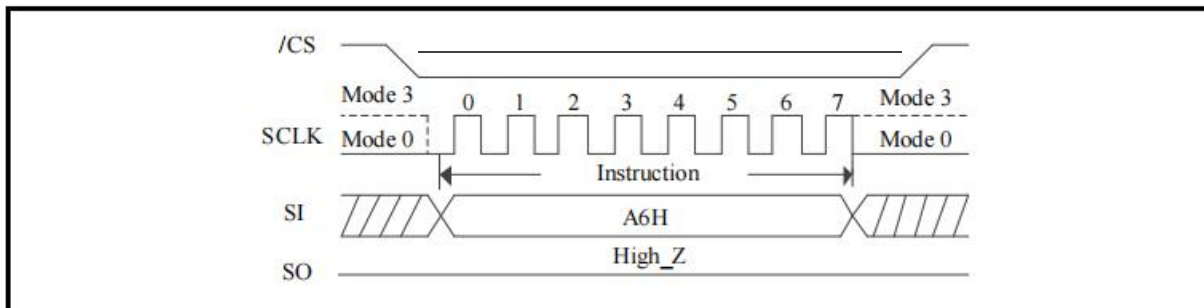 /CS
Mode 3 0 1 2 3 4 5 6 7 Mode 3
SCLK Mode 0 Mode 0
Instruction
SI A6H
High_Z
SO